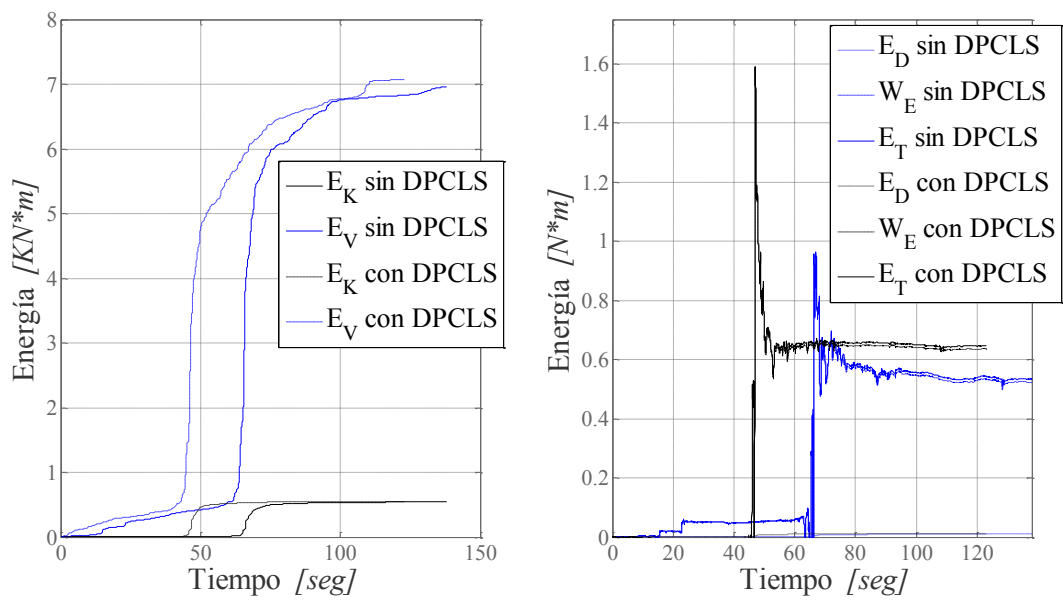 8
7
6
5
4
3
2
1
0
0
50
100
150
Energía [KN*m]
Tiempo [seg]
E_K sin DPCLS
E_V sin DPCLS
E_K con DPCLS
E_V con DPCLS
1.6
1.4
1.2
1
0.8
0.6
0.4
0.2
0
0
20
40
60
80
100
120
Energía [N*m]
Tiempo [seg]
E_D sin DPCLS
W_E sin DPCLS
E_T sin DPCLS
E_D con DPCLS
W_E con DPCLS
E_T con DPCLS